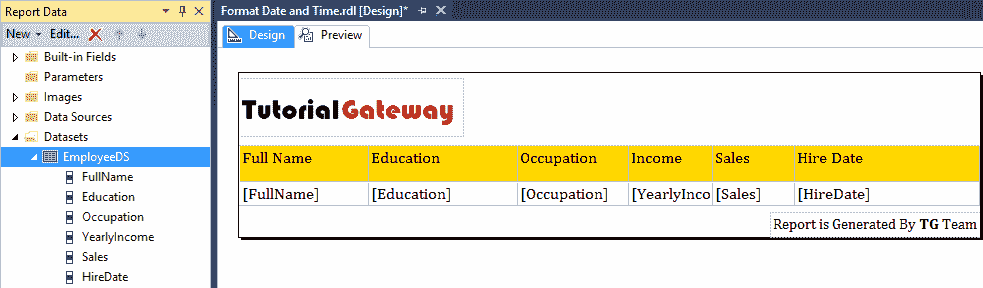 Report Data
New Edit...
Built-in Fields
Parameters
Images
Data Sources
Datasets
EmployeeDS
FullName
Education
Occupation
YearlyIncome
Sales
HireDate
Format Date and Time.rdl [Design]*
Design Preview
TutorialGateway
Full Name Education Occupation Income Sales Hire Date
[FullName] [Education] [Occupation] [YearlyInco [Sales] [HireDate]
Report is Generated By TG Team